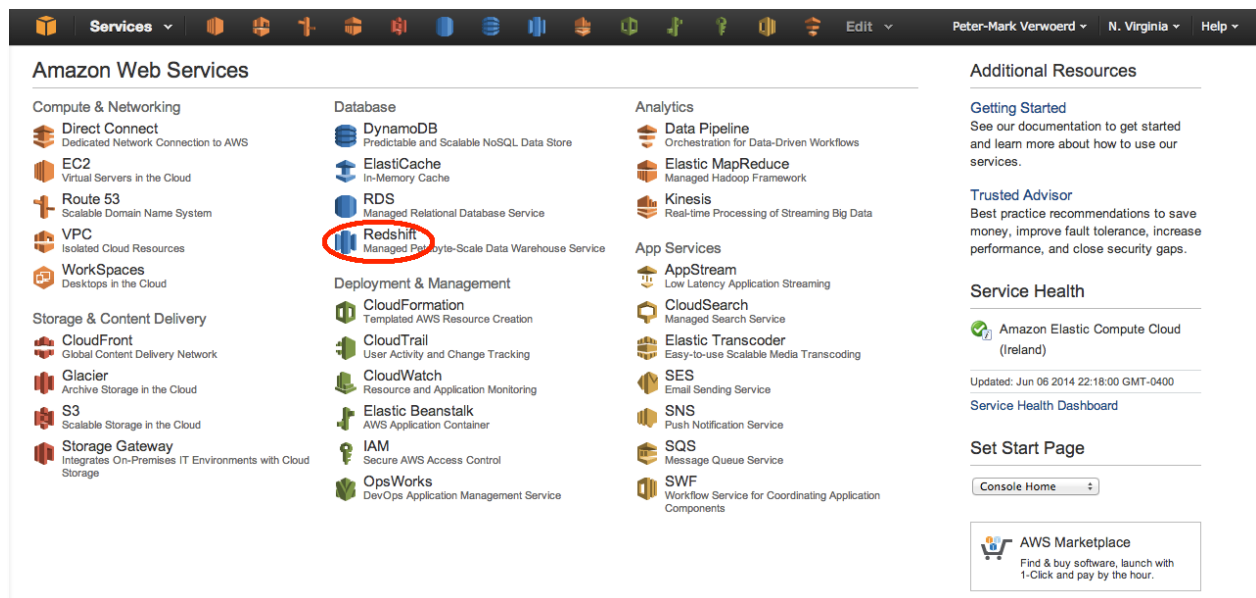 Services
Edit
Peter-Mark Verwoerd
N. Virginia
Help
Amazon Web Services
Compute & Networking
Direct Connect
Dedicated Network Connection to AWS
EC2
Virtual Servers in the Cloud
Route 53
Scalable Domain Name System
VPC
Isolated Cloud Resources
WorkSpaces
Desktops in the Cloud
Storage & Content Delivery
CloudFront
Global Content Delivery Network
Glacier
Archive Storage in the Cloud
S3
Scalable Storage in the Cloud
Storage Gateway
Integrates On-Premises IT Environments with Cloud
Storage
Database
DynamoDB
Predictable and Scalable NoSQL Data Store
ElastiCache
In-Memory Cache
RDS
Managed Relational Database Service
Redshift
Managed Petabyte-Scale Data Warehouse Service
Deployment & Management
CloudFormation
Templated AWS Resource Creation
CloudTrail
User Activity and Change Tracking
CloudWatch
Resource and Application Monitoring
Elastic Beanstalk
AWS Application Container
IAM
Secure AWS Access Control
OpsWorks
DevOps Application Management Service
Analytics
Data Pipeline
Orchestration for Data-Driven Workflows
Elastic MapReduce
Managed Hadoop Framework
Kinesis
Real-time Processing of Streaming Big Data
App Services
AppStream
Low Latency Application Streaming
CloudSearch
Managed Search Service
Elastic Transcoder
Easy-to-use Scalable Media Transcoding
SES
Email Sending Service
SNS
Push Notification Service
SQS
Message Queue Service
SWF
Workflow Service for Coordinating Application
Components
Additional Resources
Getting Started
See our documentation to get started
and learn more about how to use our
services.
Trusted Advisor
Best practice recommendations to save
money, improve fault tolerance, increase
performance, and close security gaps.
Service Health
Amazon Elastic Compute Cloud
(Ireland)
Updated: Jun 06 2014 22:18:00 GMT-0400
Service Health Dashboard
Set Start Page
Console Home
AWS Marketplace
Find & buy software, launch with
1-Click and pay by the hour.